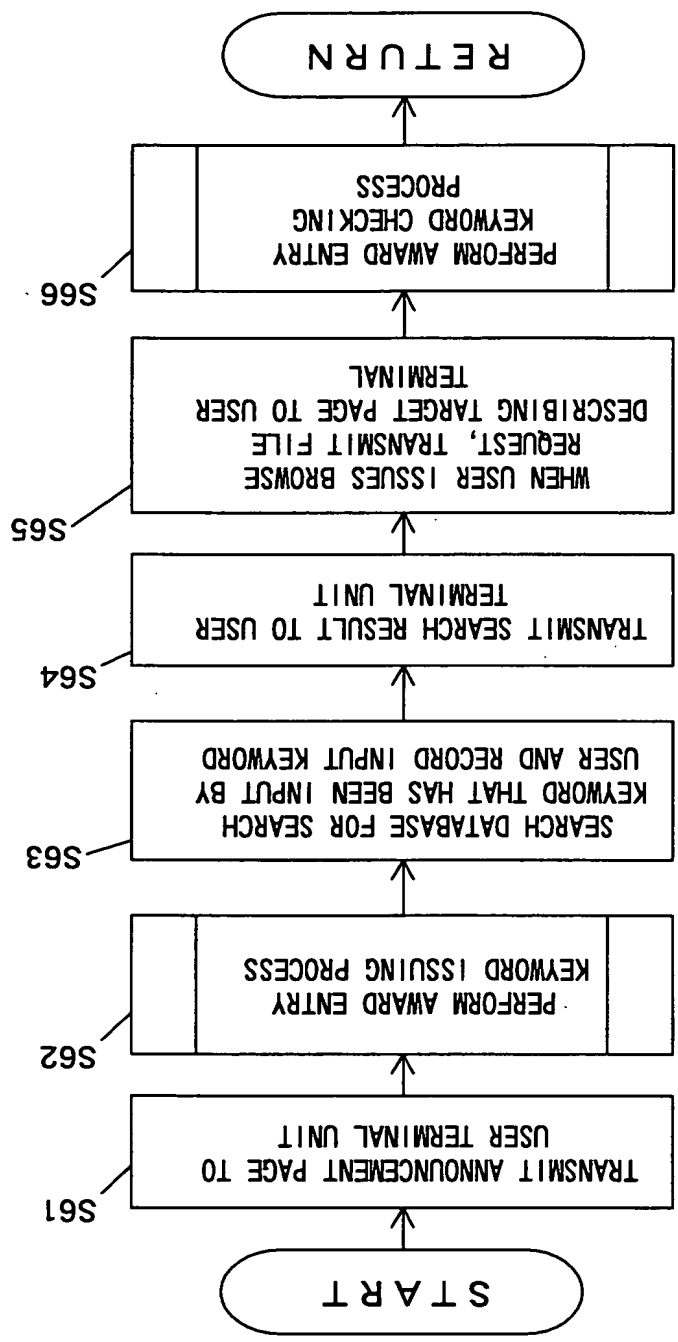 START
S61
TRANSMIT ANNOUNCEMENT PAGE TO
USER TERMINAL UNIT
S62
PERFORM AWARD ENTRY
KEYWORD ISSUING PROCESS
S63
SEARCH DATABASE FOR SEARCH
KEYWORD THAT HAS BEEN INPUT BY
USER AND RECORD INPUT KEYWORD
S64
TRANSMIT SEARCH RESULT TO USER
TERMINAL UNIT
S65
WHEN USER ISSUES BROWSE
REQUEST, TRANSMIT FILE
DESCRIBING TARGET PAGE TO USER
TERMINAL
S66
PERFORM AWARD ENTRY
KEYWORD CHECKING
PROCESS
RETURN